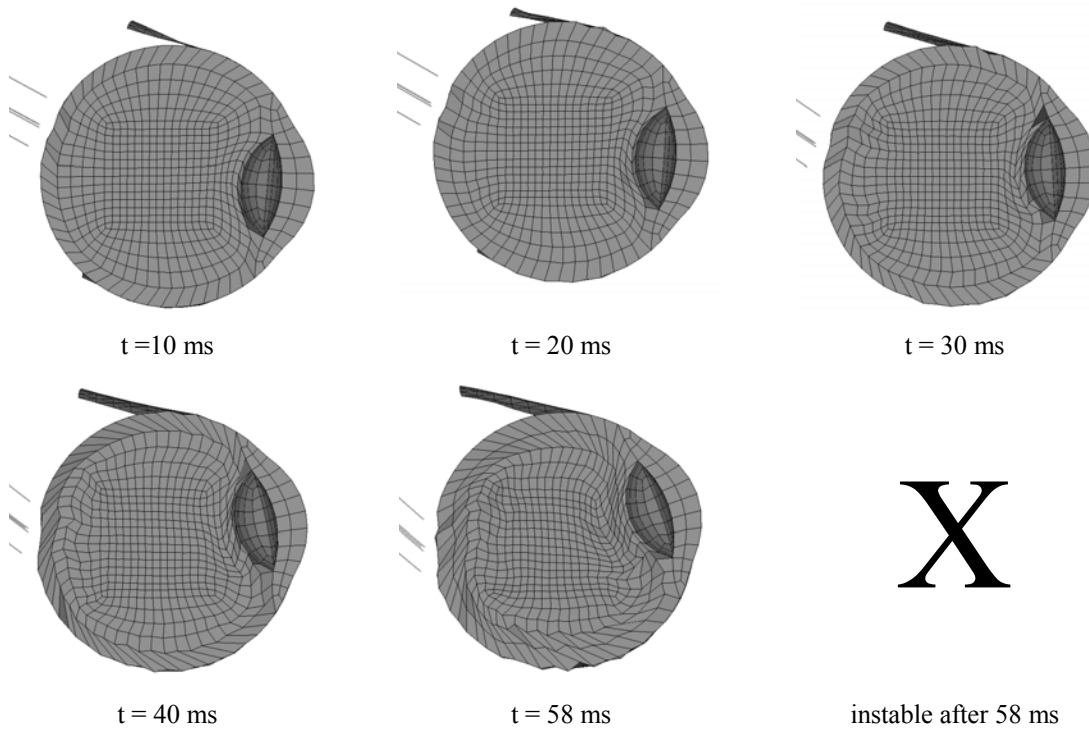 t =10 ms
t = 20 ms
t = 30 ms
t = 40 ms
t = 58 ms
X
instable after 58 ms